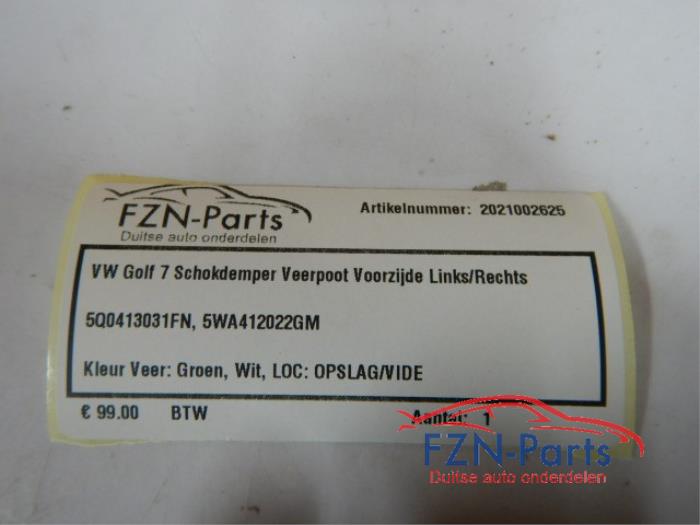 FZN-Parts
Duitse auto onderdelen
Artikelnummer: 2021002625
VW Golf 7 Schokdemper Veerpoot Voorzijde Links/Rechts
5Q0413031FN, 5WA412022GM
Kleur Veer: Groen, Wit, LOC: OPSLAG/VIDE
€ 99.00 BTW Aantal: 1
FZN-Parts
Duitse auto onderdelen